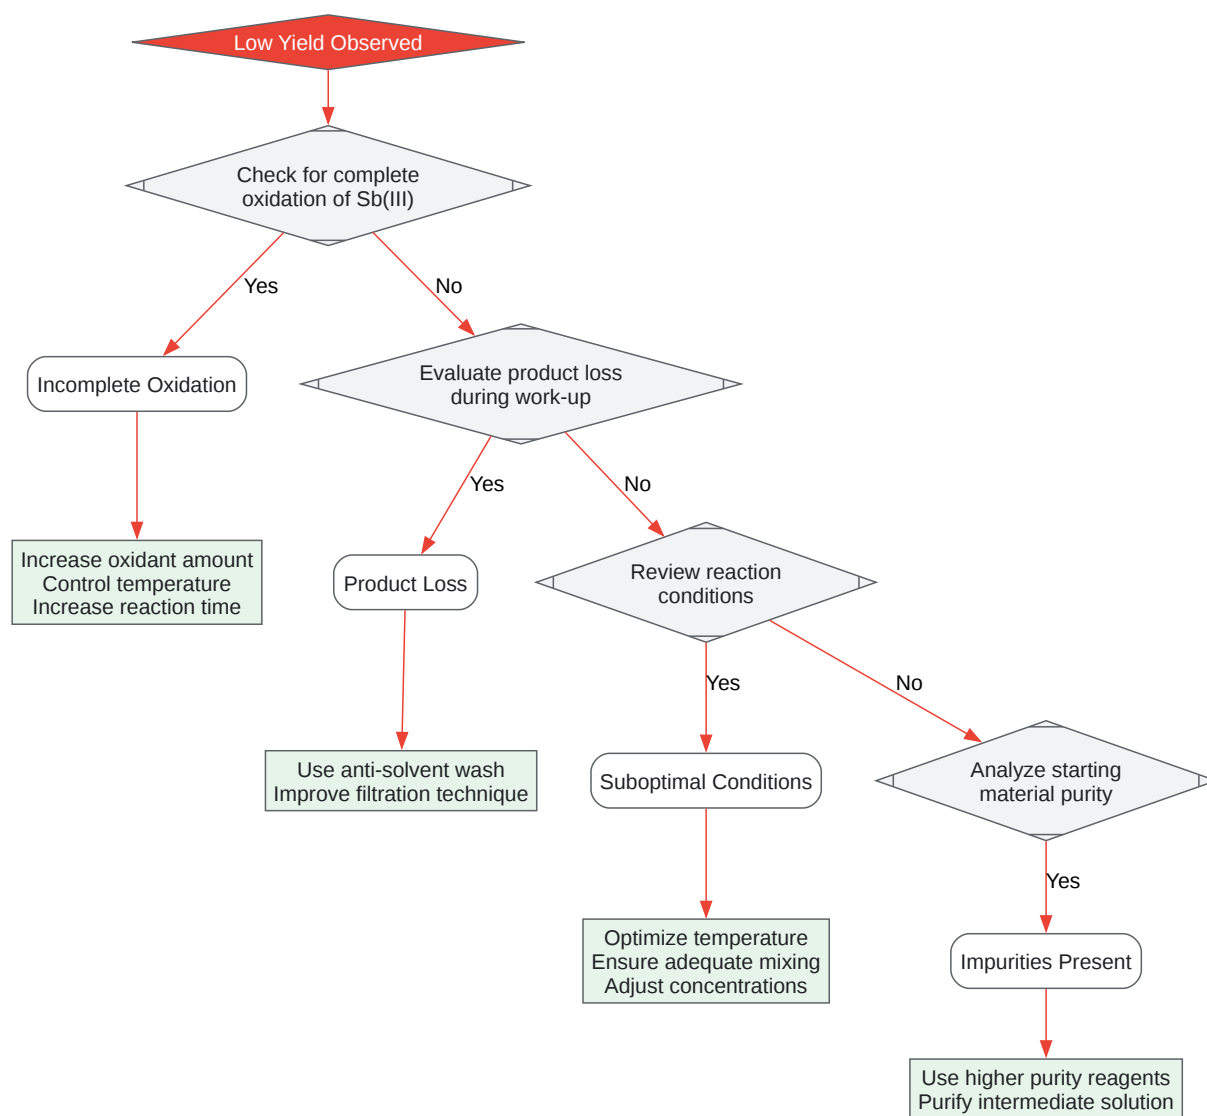 Low Yield Observed
Check for complete
oxidation of Sb(III)
Yes
No
Incomplete Oxidation
Evaluate product loss
during work-up
Yes
No
Increase oxidant amount
Control temperature
Increase reaction time
Product Loss
Review reaction
conditions
Yes
No
Use anti-solvent wash
Improve filtration technique
Suboptimal Conditions
Analyze starting
material purity
Yes
Optimize temperature
Ensure adequate mixing
Adjust concentrations
Impurities Present
Use higher purity reagents
Purify intermediate solution